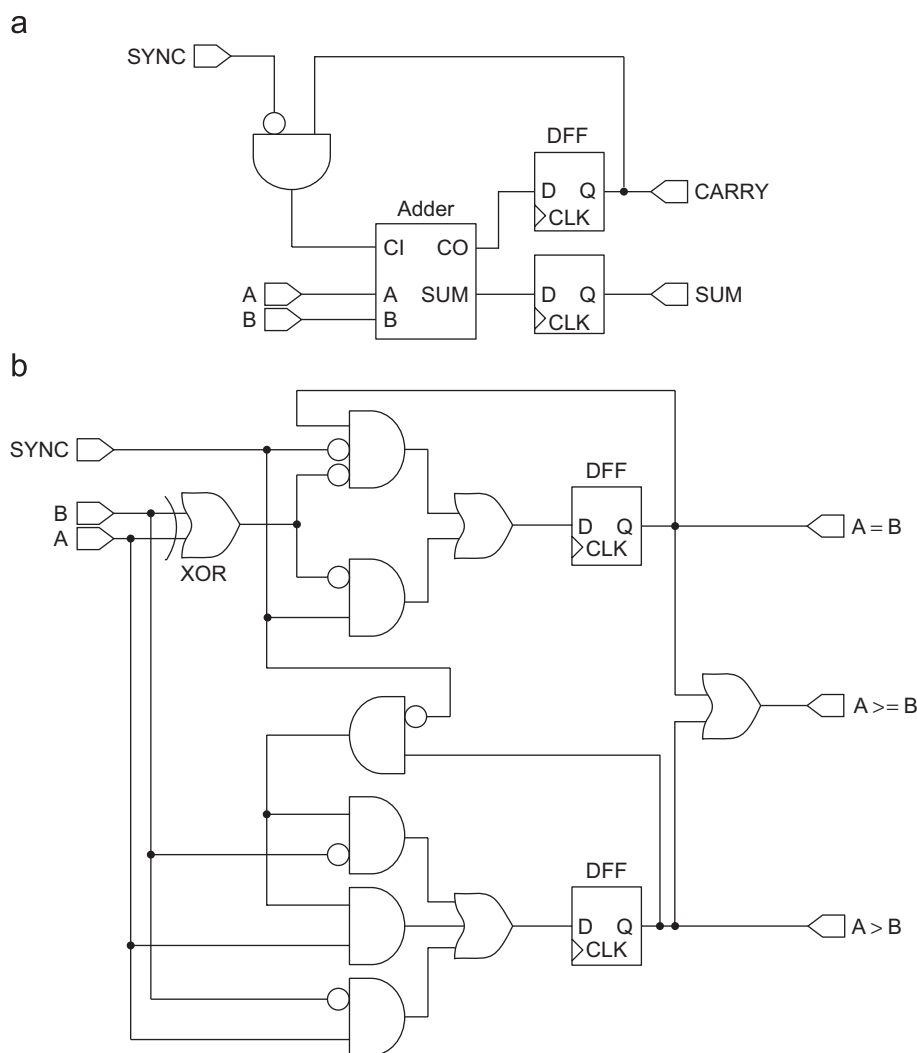 a
SYNC
DFF
D Q
CLK
CARRY
Adder
CI CO
A A SUM
B B
D Q
CLK
SUM
b
SYNC
B
A
XOR
DFF
D Q
CLK
A = B
A >= B
DFF
D Q
CLK
A > B